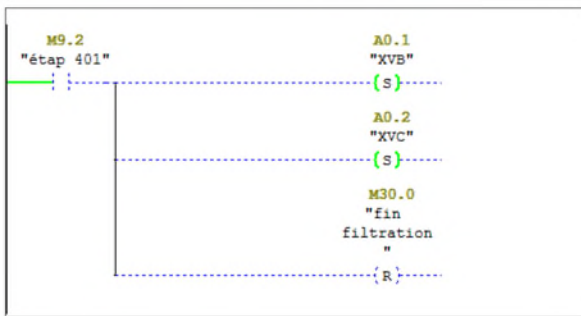 M9.2
"étap 401"
A0.1
"XVB"
S
A0.2
"XVC"
S
M30.0
"fin
filtration
"
R